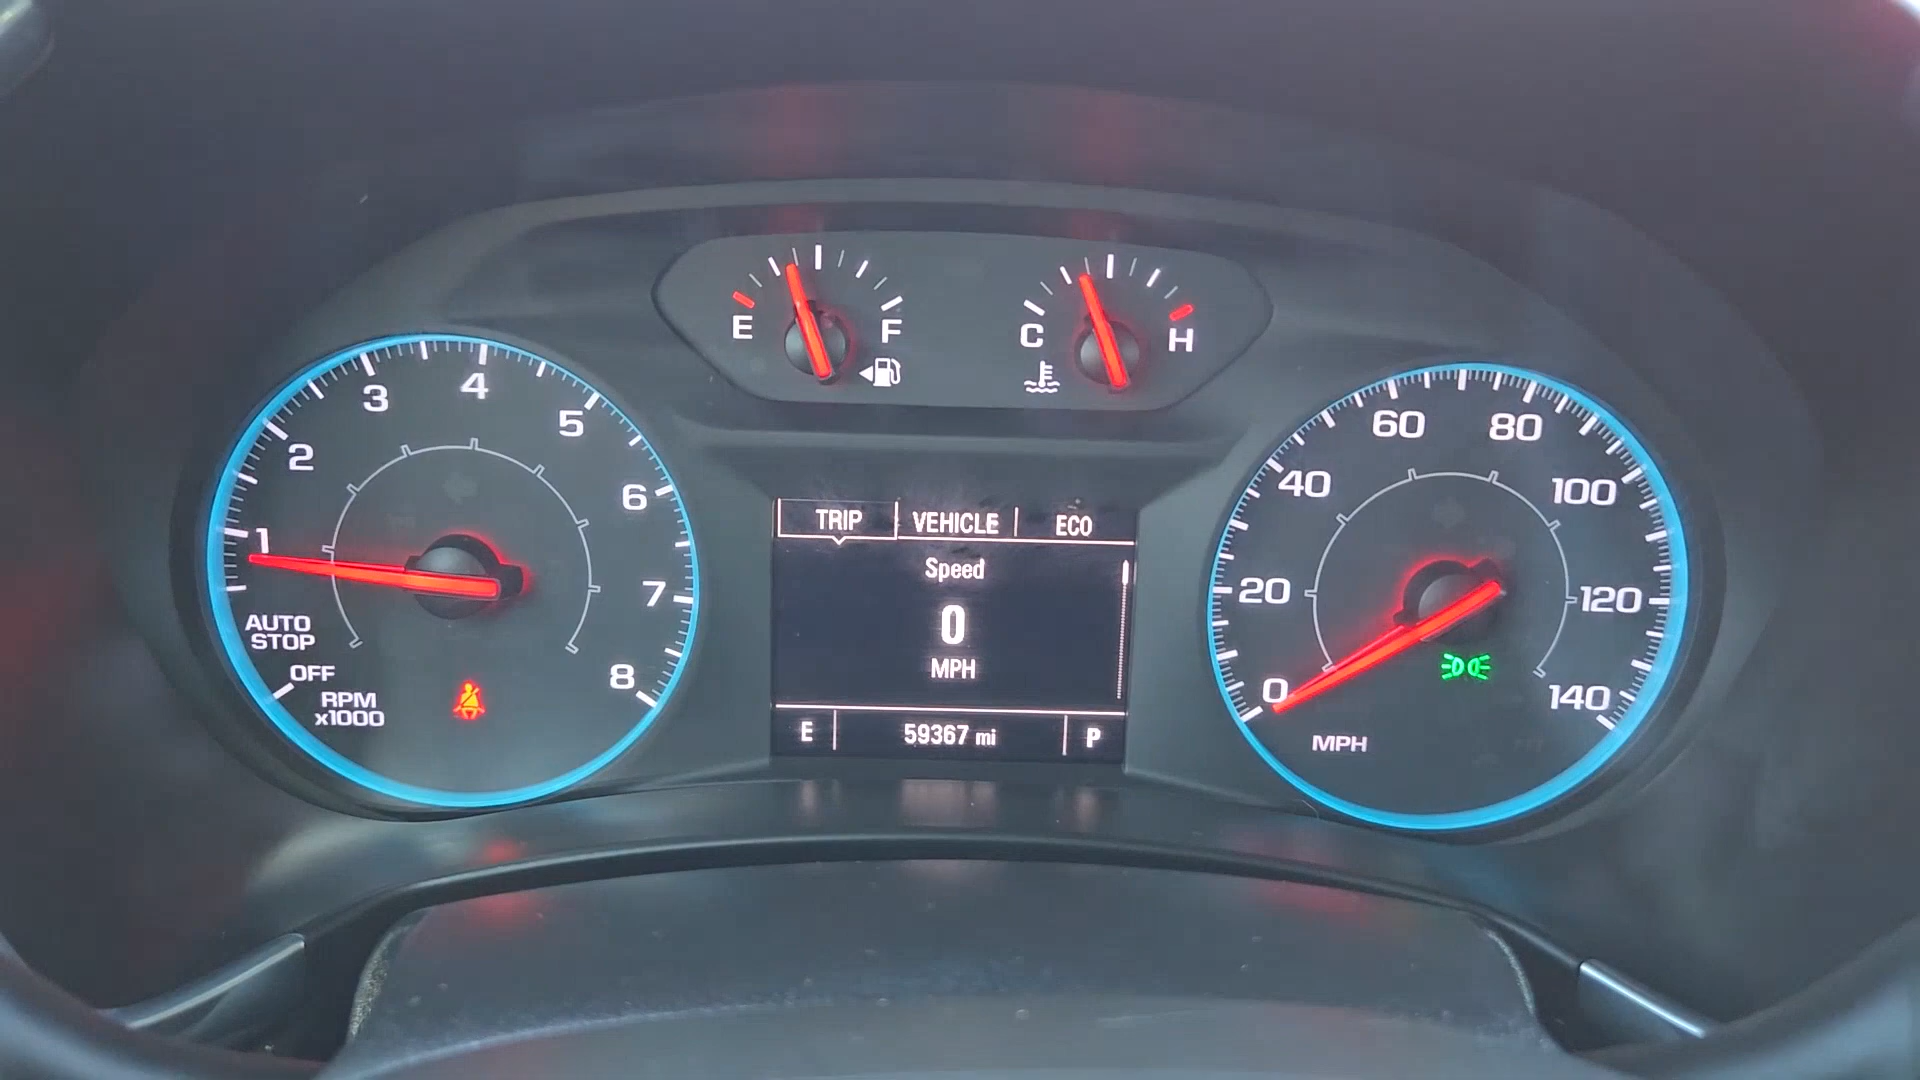 E F
C H
1 2 3 4 5 6 7 8
AUTO
STOP
OFF
RPM
x1000
TRIP VEHICLE ECO
Speed
0
MPH
E 59367 mi P
0 20 40 60 80 100 120 140
MPH